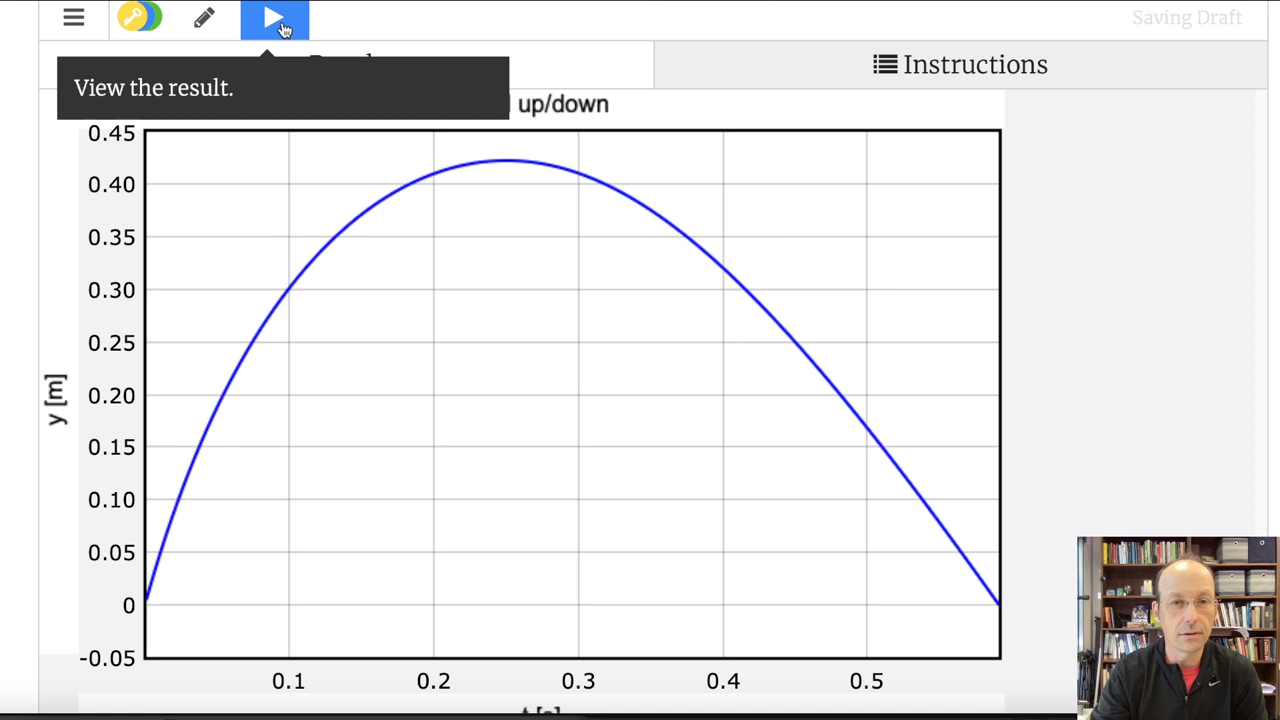 Saving Draft
View the result.
Instructions
up/down
0.45
0.40
0.35
0.30
0.25
0.20
0.15
0.10
0.05
0
-0.05
y [m]
0.1 0.2 0.3 0.4 0.5
t [s]